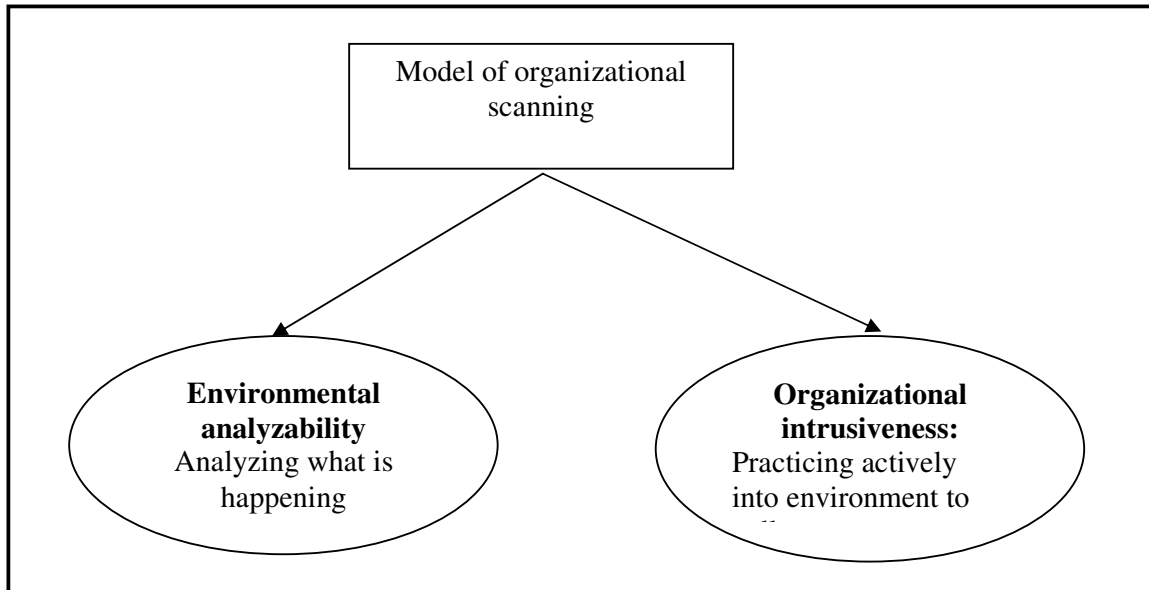 Model of organizational
scanning
Environmental
analyzability
Analyzing what is
happening
Organizational
intrusiveness:
Practicing actively
into environment to